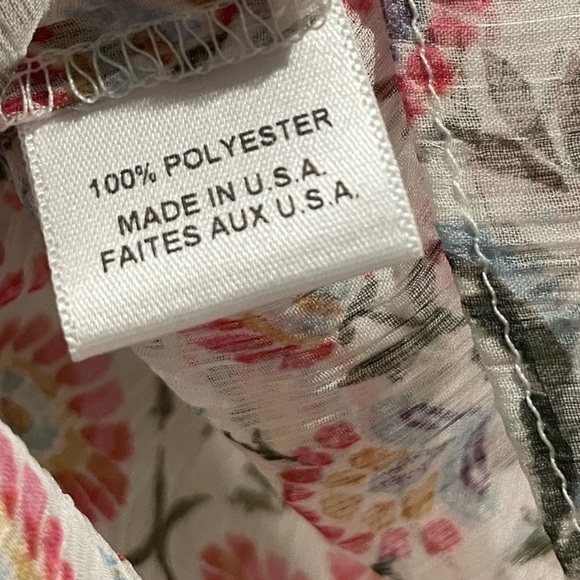 100% POLYESTER
MADE IN U.S.A.
FAITES AUX U.S.A.